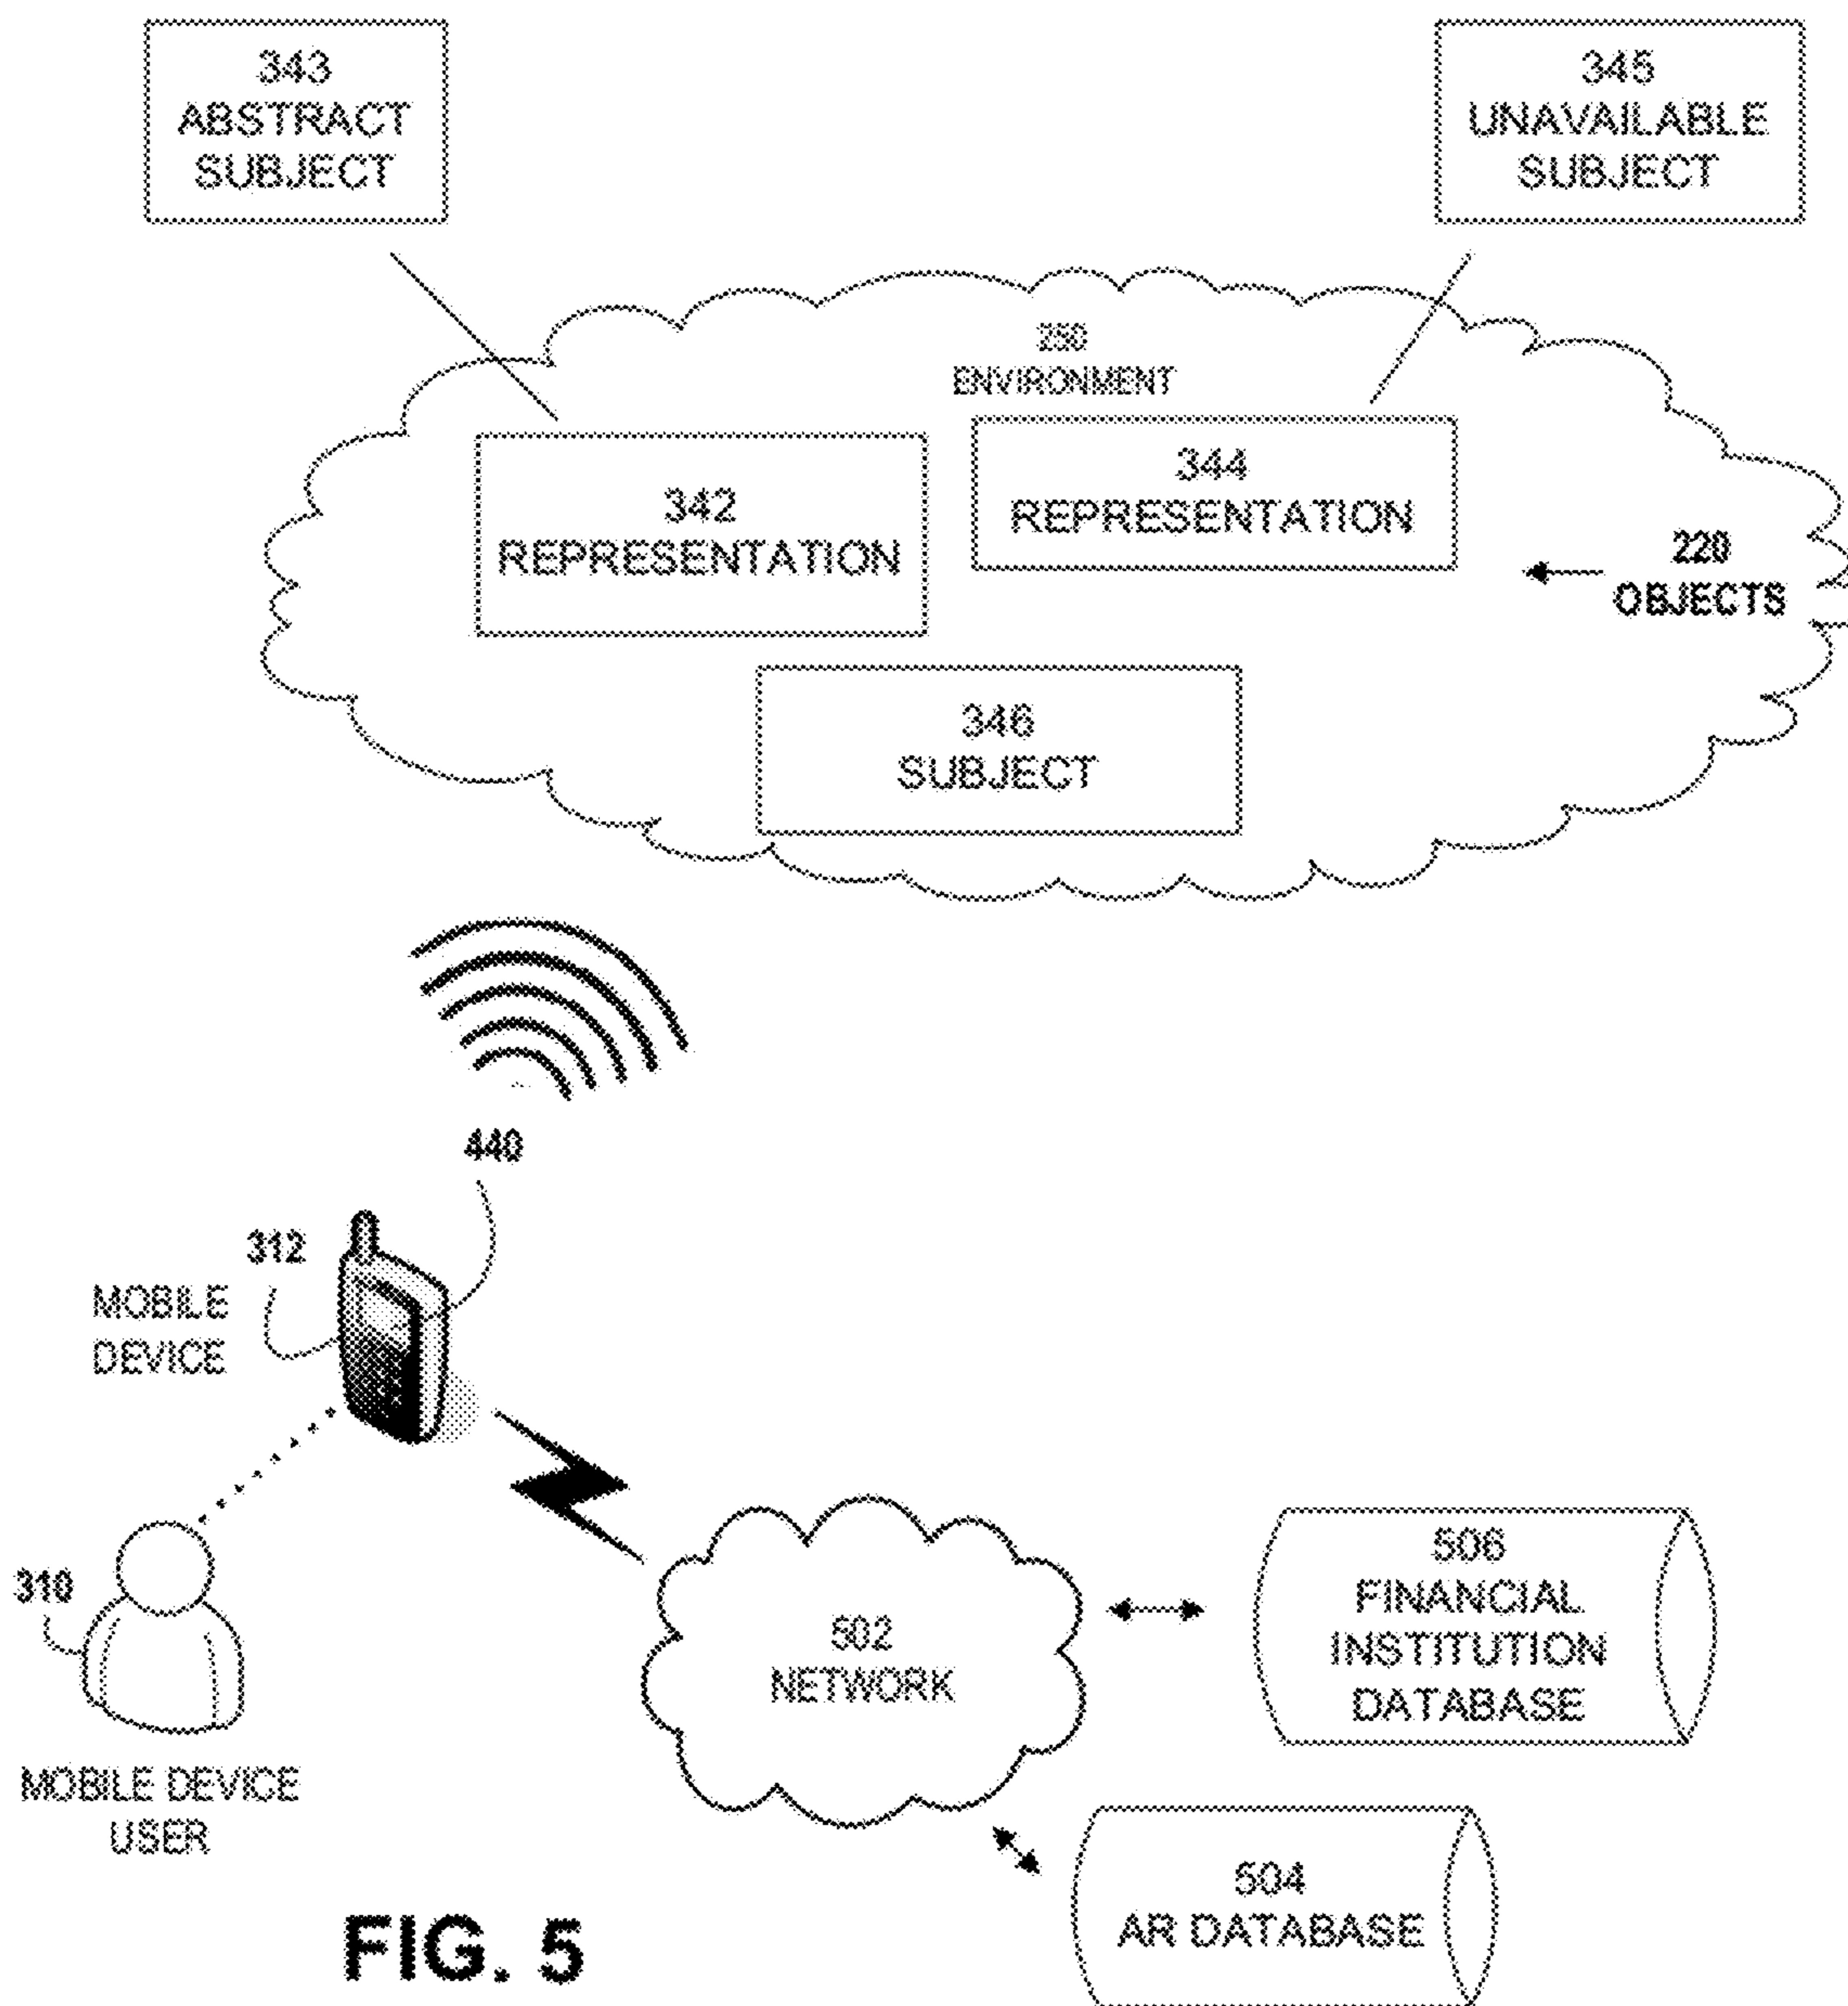 343
ABSTRACT
SUBJECT
345
UNAVAILABLE
SUBJECT
250
ENVIRONMENT
342
REPRESENTATION
344
REPRESENTATION
220
OBJECTS
346
SUBJECT
440
312
MOBILE
DEVICE
310
MOBILE DEVICE
USER
502
NETWORK
506
FINANCIAL
INSTITUTION
DATABASE
504
AR DATABASE
FIG. 5